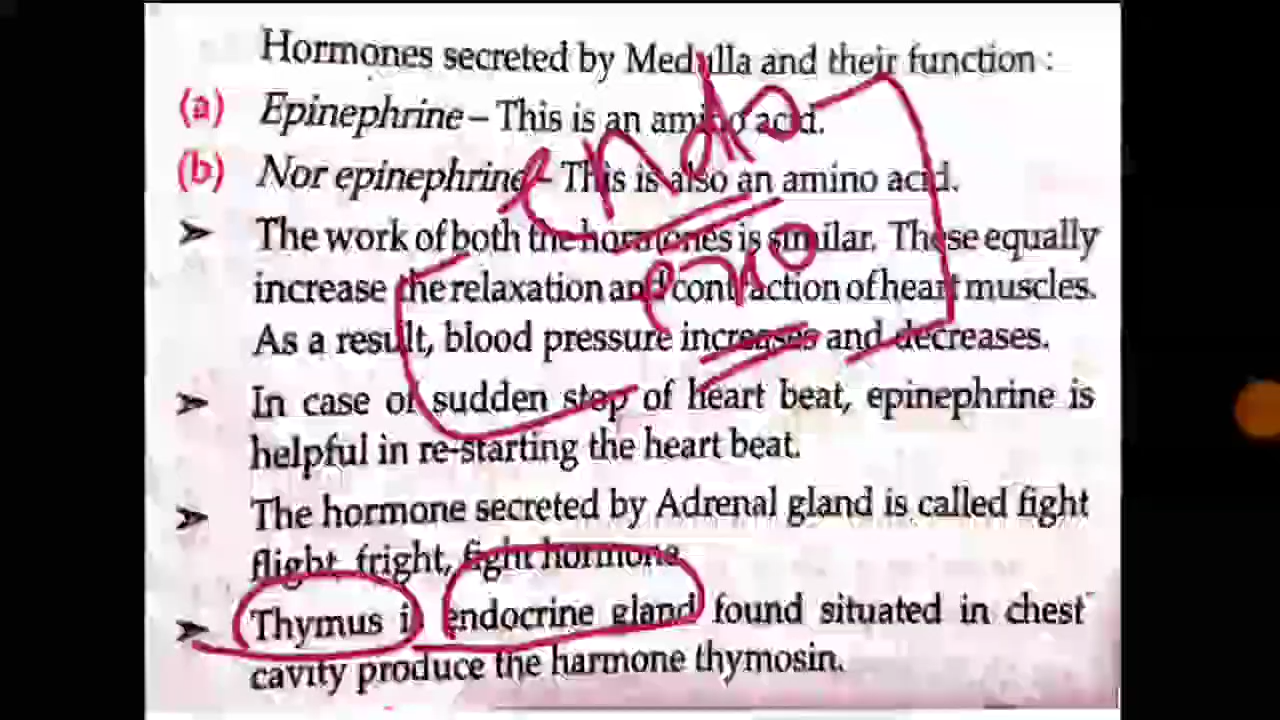 Hormones secreted by Medulla and their function :
(a) Epinephrine – This is an amino acid.
(b) Nor epinephrine – This is also an amino acid.
➤ The work of both the hormones is similar. These equally
increase the relaxation and contraction of heart muscles.
As a result, blood pressure increases and decreases.
➤ In case of sudden stop of heart beat, epinephrine is
helpful in re-starting the heart beat.
➤ The hormone secreted by Adrenal gland is called fight
flight, fright, fight hormone
➤ Thymus is endocrine gland found situated in chest
cavity produce the harmone thymosin.
endo
exo